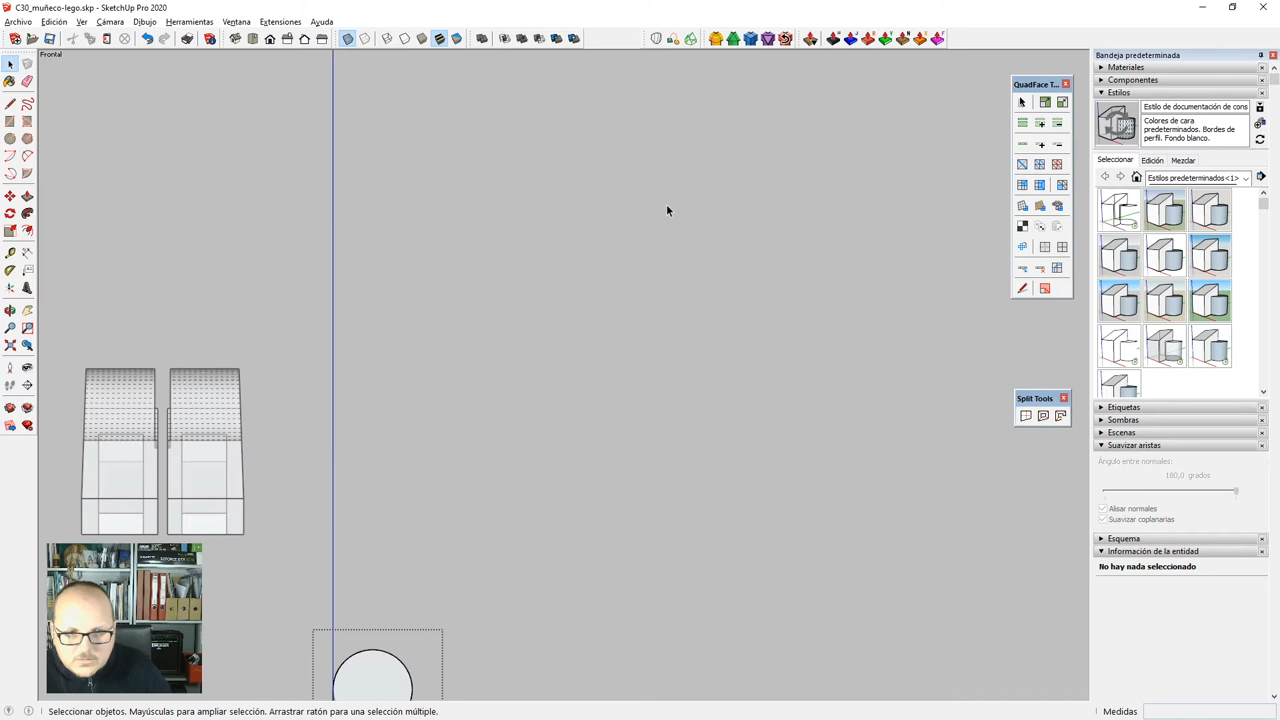 C30_muñeco-lego.skp - SketchUp Pro 2020
Archivo Edición Ver Cámara Dibujo Herramientas Ventana Extensiones Ayuda
Frontal
Bandeja predeterminada
Materiales
Componentes
Estilos
Estilo de documentación de cons
Colores de cara
predeterminados. Bordes de
perfil. Fondo blanco.
Seleccionar Edición Mezclar
Estilos predeterminados<1>
QuadFace T...
Split Tools
Etiquetas
Sombras
Escenas
Suavizar aristas
Ángulo entre normales:
180,0 grados
Alisar normales
Suavizar coplanarias
Esquema
Información de la entidad
No hay nada seleccionado
Seleccionar objetos. Mayúsculas para ampliar selección. Arrastrar ratón para una selección múltiple.
Medidas